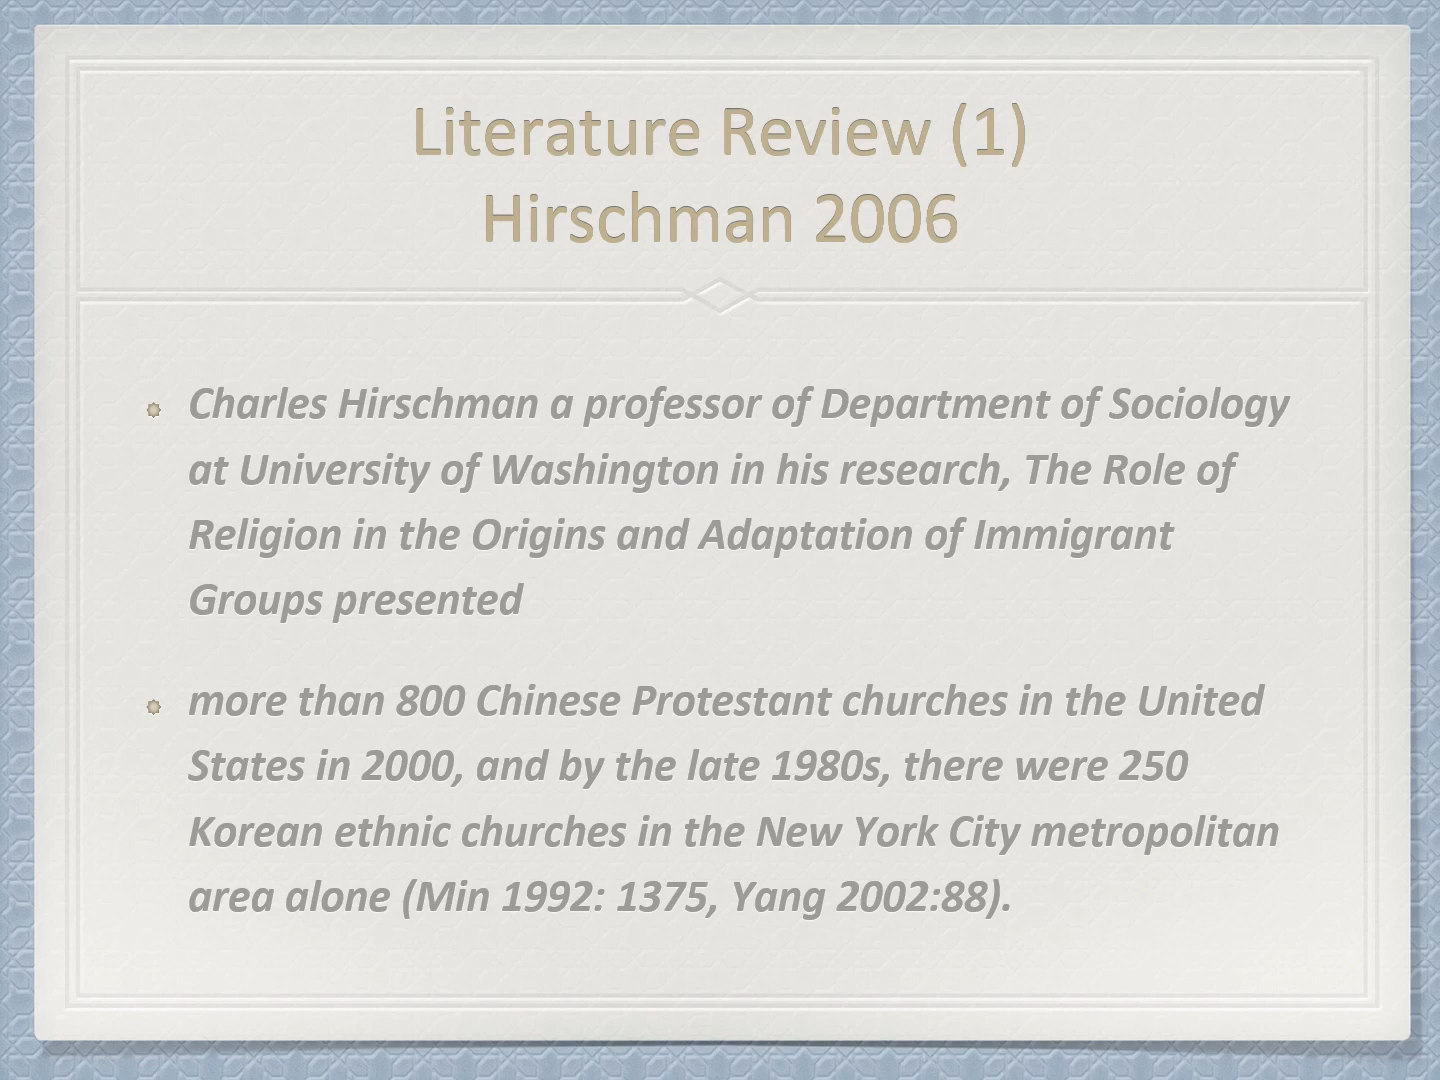 Literature Review (1)
Hirschman 2006
Charles Hirschman a professor of Department of Sociology
at University of Washington in his research, The Role of
Religion in the Origins and Adaptation of Immigrant
Groups presented
more than 800 Chinese Protestant churches in the United
States in 2000, and by the late 1980s, there were 250
Korean ethnic churches in the New York City metropolitan
area alone (Min 1992: 1375, Yang 2002:88).